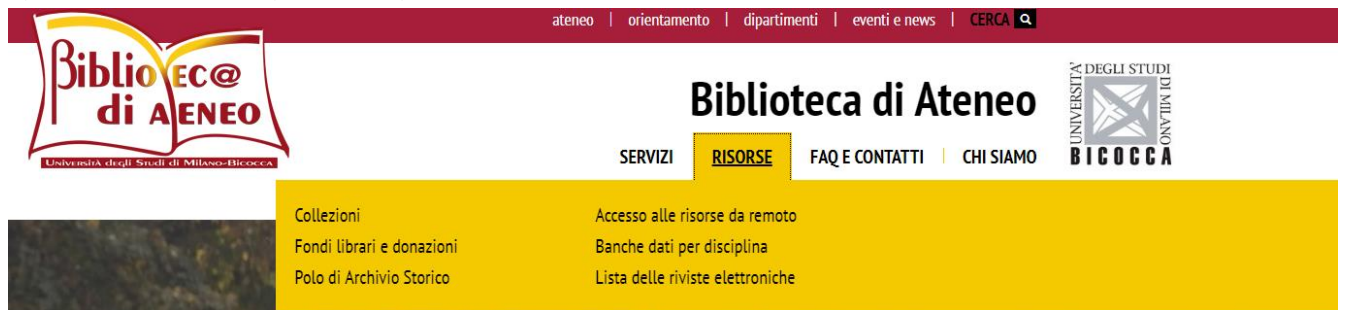 ateneo | orientamento | dipartimenti | eventi e news | CERCA
Bibliotec@
di ATENEO
Università degli Studi di Milano-Bicocca
Biblioteca di Ateneo
UNIVERSITA' DEGLI STUDI DI MILANO
BICOCCA
SERVIZI RISORSE FAQ E CONTATTI | CHI SIAMO
Collezioni
Fondi librari e donazioni
Polo di Archivio Storico
Accesso alle risorse da remoto
Banche dati per disciplina
Lista delle riviste elettroniche